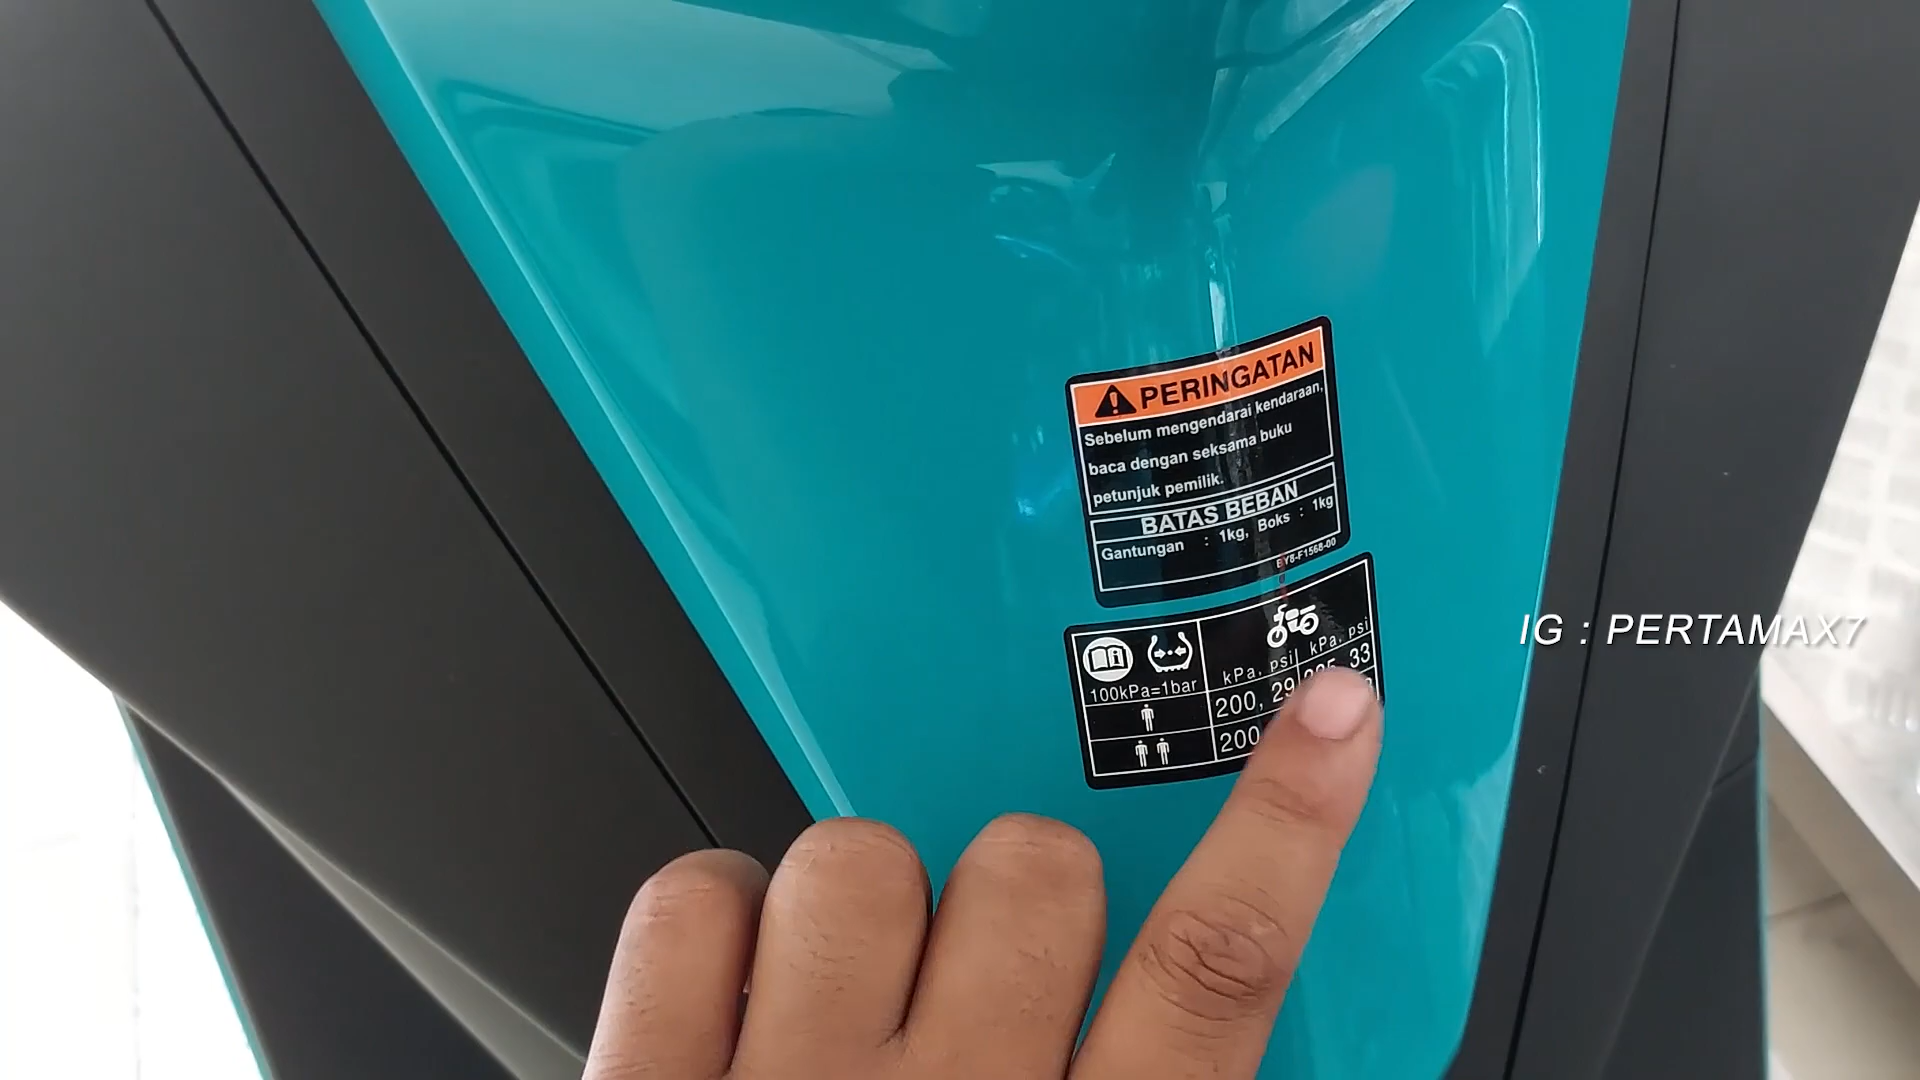 PERINGATAN
Sebelum mengendarai kendaraan,
baca dengan seksama buku
petunjuk pemilik.
BATAS BEBAN
Gantungan : 1kg, Boks : 1kg
kPa, psi kPa, psi
100kPa=1bar
200, 29 33
200
IG : PERTAMAX7